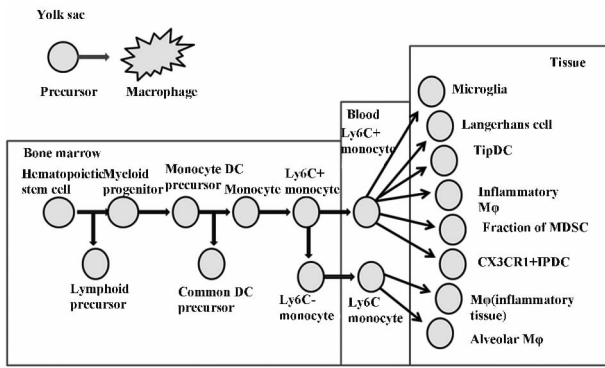 Yolk sac
Precursor
Macrophage
Tissue
Microglia
Langerhans cell
TipDC
Inflammatory
Mφ
Fraction of MDSC
CX3CR1+IPDC
Mφ(inflammatory
tissue)
Alveolar Mφ
Blood
Ly6C+
monocyte
Ly6C
monocyte
Bone marrow
Hematopoietic
stem cell
Myeloid
progenitor
Monocyte DC
precursor
Monocyte
Ly6C+
monocyte
Lymphoid
precursor
Common DC
precursor
Ly6C-
monocyte